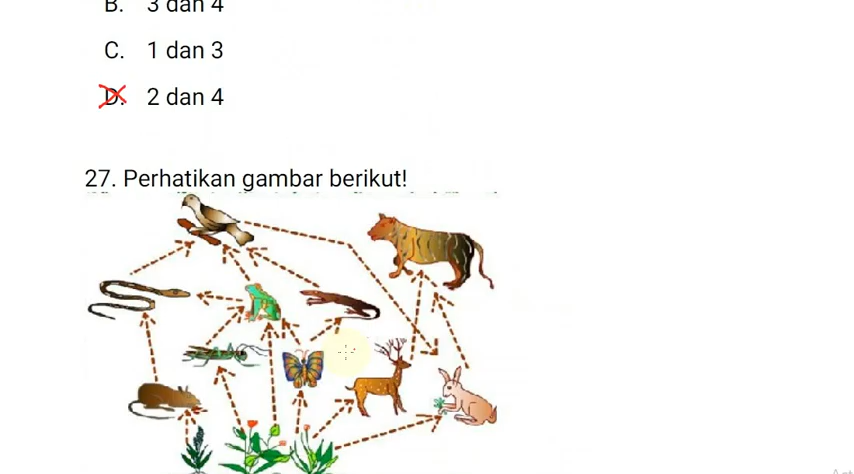 B. 3 dan 4
C. 1 dan 3
D. 2 dan 4
27. Perhatikan gambar berikut!